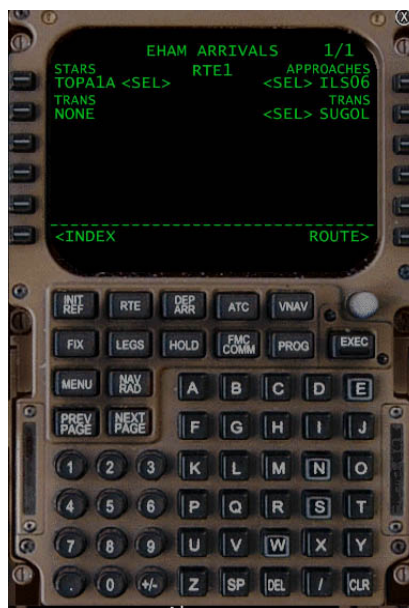 X
EHAM ARRIVALS 1/1
STARS RTE1 APPROACHES
TOPA1A <SEL> <SEL> ILS06
TRANS TRANS
NONE <SEL> SUGOL
<INDEX ROUTE>
INIT REF RTE DEP ARR ATC VNAV
FIX LEGS HOLD FMC COMM PROG EXEC
MENU NAV RAD A B C D E
PREV PAGE NEXT PAGE F G H I J
1 2 3 K L M N O
4 5 6 P Q R S T
7 8 9 U V W X Y
. 0 +/- Z SP DEL / CLR